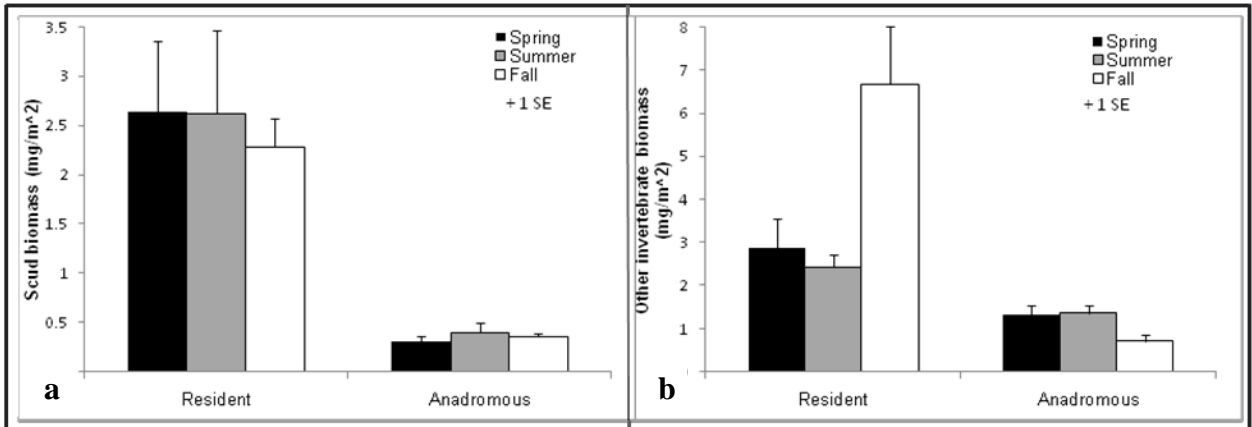 Scud biomass (mg/m^2)
3.5
3
2.5
2
1.5
1
0.5
Spring
Summer
Fall
+ 1 SE
Resident
Anadromous
a
Other invertebrate biomass
(mg/m^2)
8
7
6
5
4
3
2
1
Spring
Summer
Fall
+ 1 SE
Resident
Anadromous
b